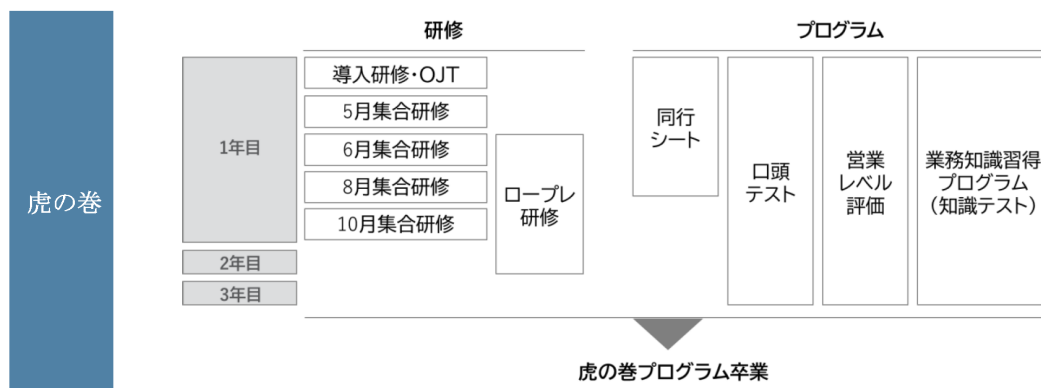 虎の巻
研修
プログラム
1年目
2年目
3年目
導入研修・OJT
5月集合研修
6月集合研修
8月集合研修
10月集合研修
ロープレ
研修
同行
シート
口頭
テスト
営業
レベル
評価
業務知識習得
プログラム
（知識テスト）
虎の巻プログラム卒業